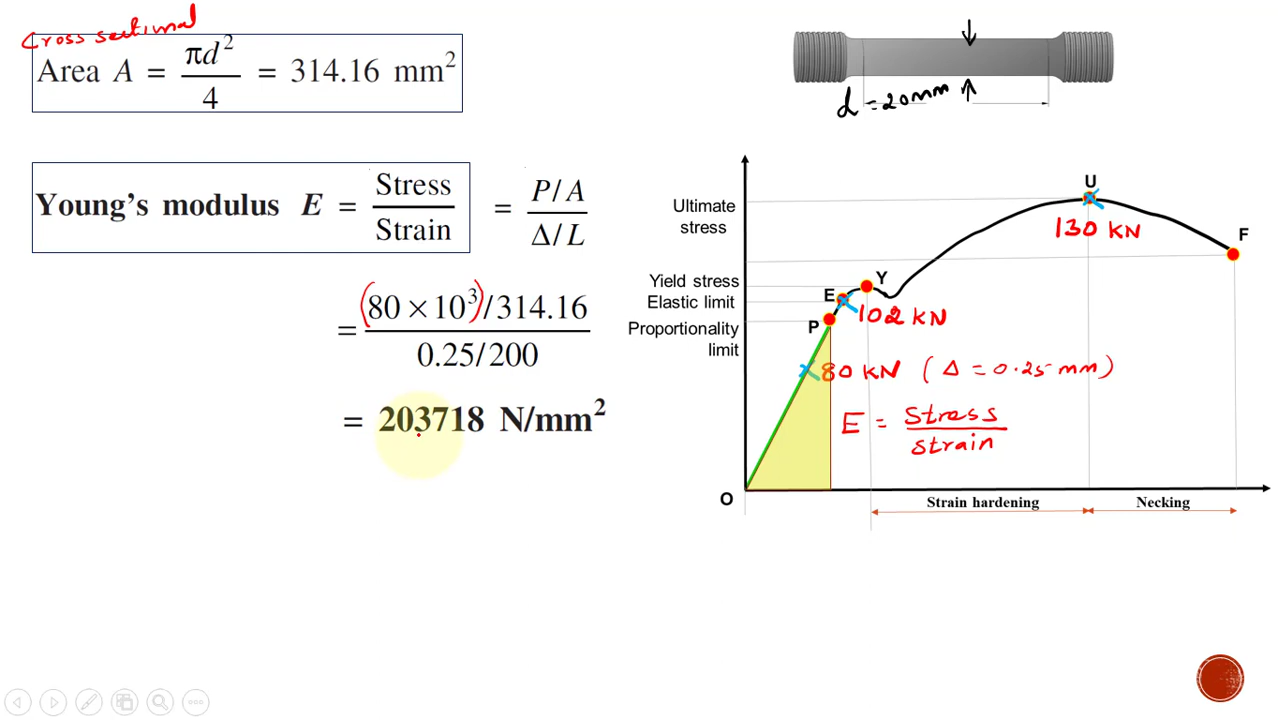 Cross sectional
Area A = πd²/4 = 314.16 mm²
d = 20mm
Young's modulus E = Stress/Strain = P/A / Δ/L
= (80 × 10³)/314.16 / 0.25/200
= 203718 N/mm²
Ultimate
stress
Yield stress
Elastic limit
Proportionality
limit
U
130 KN
F
Y
E
102 KN
P
80 KN (Δ = 0.25 mm)
E = Stress/Strain
O
Strain hardening
Necking